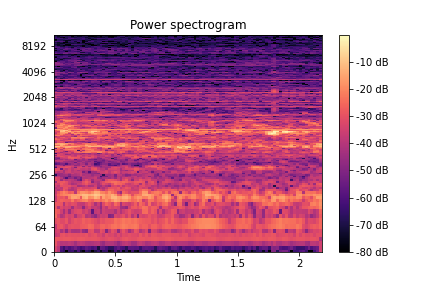 Power spectrogram
8192
4096
2048
1024
512
256
128
64
0
Hz
0 0.5 1 1.5 2
Time
-10 dB
-20 dB
-30 dB
-40 dB
-50 dB
-60 dB
-70 dB
-80 dB